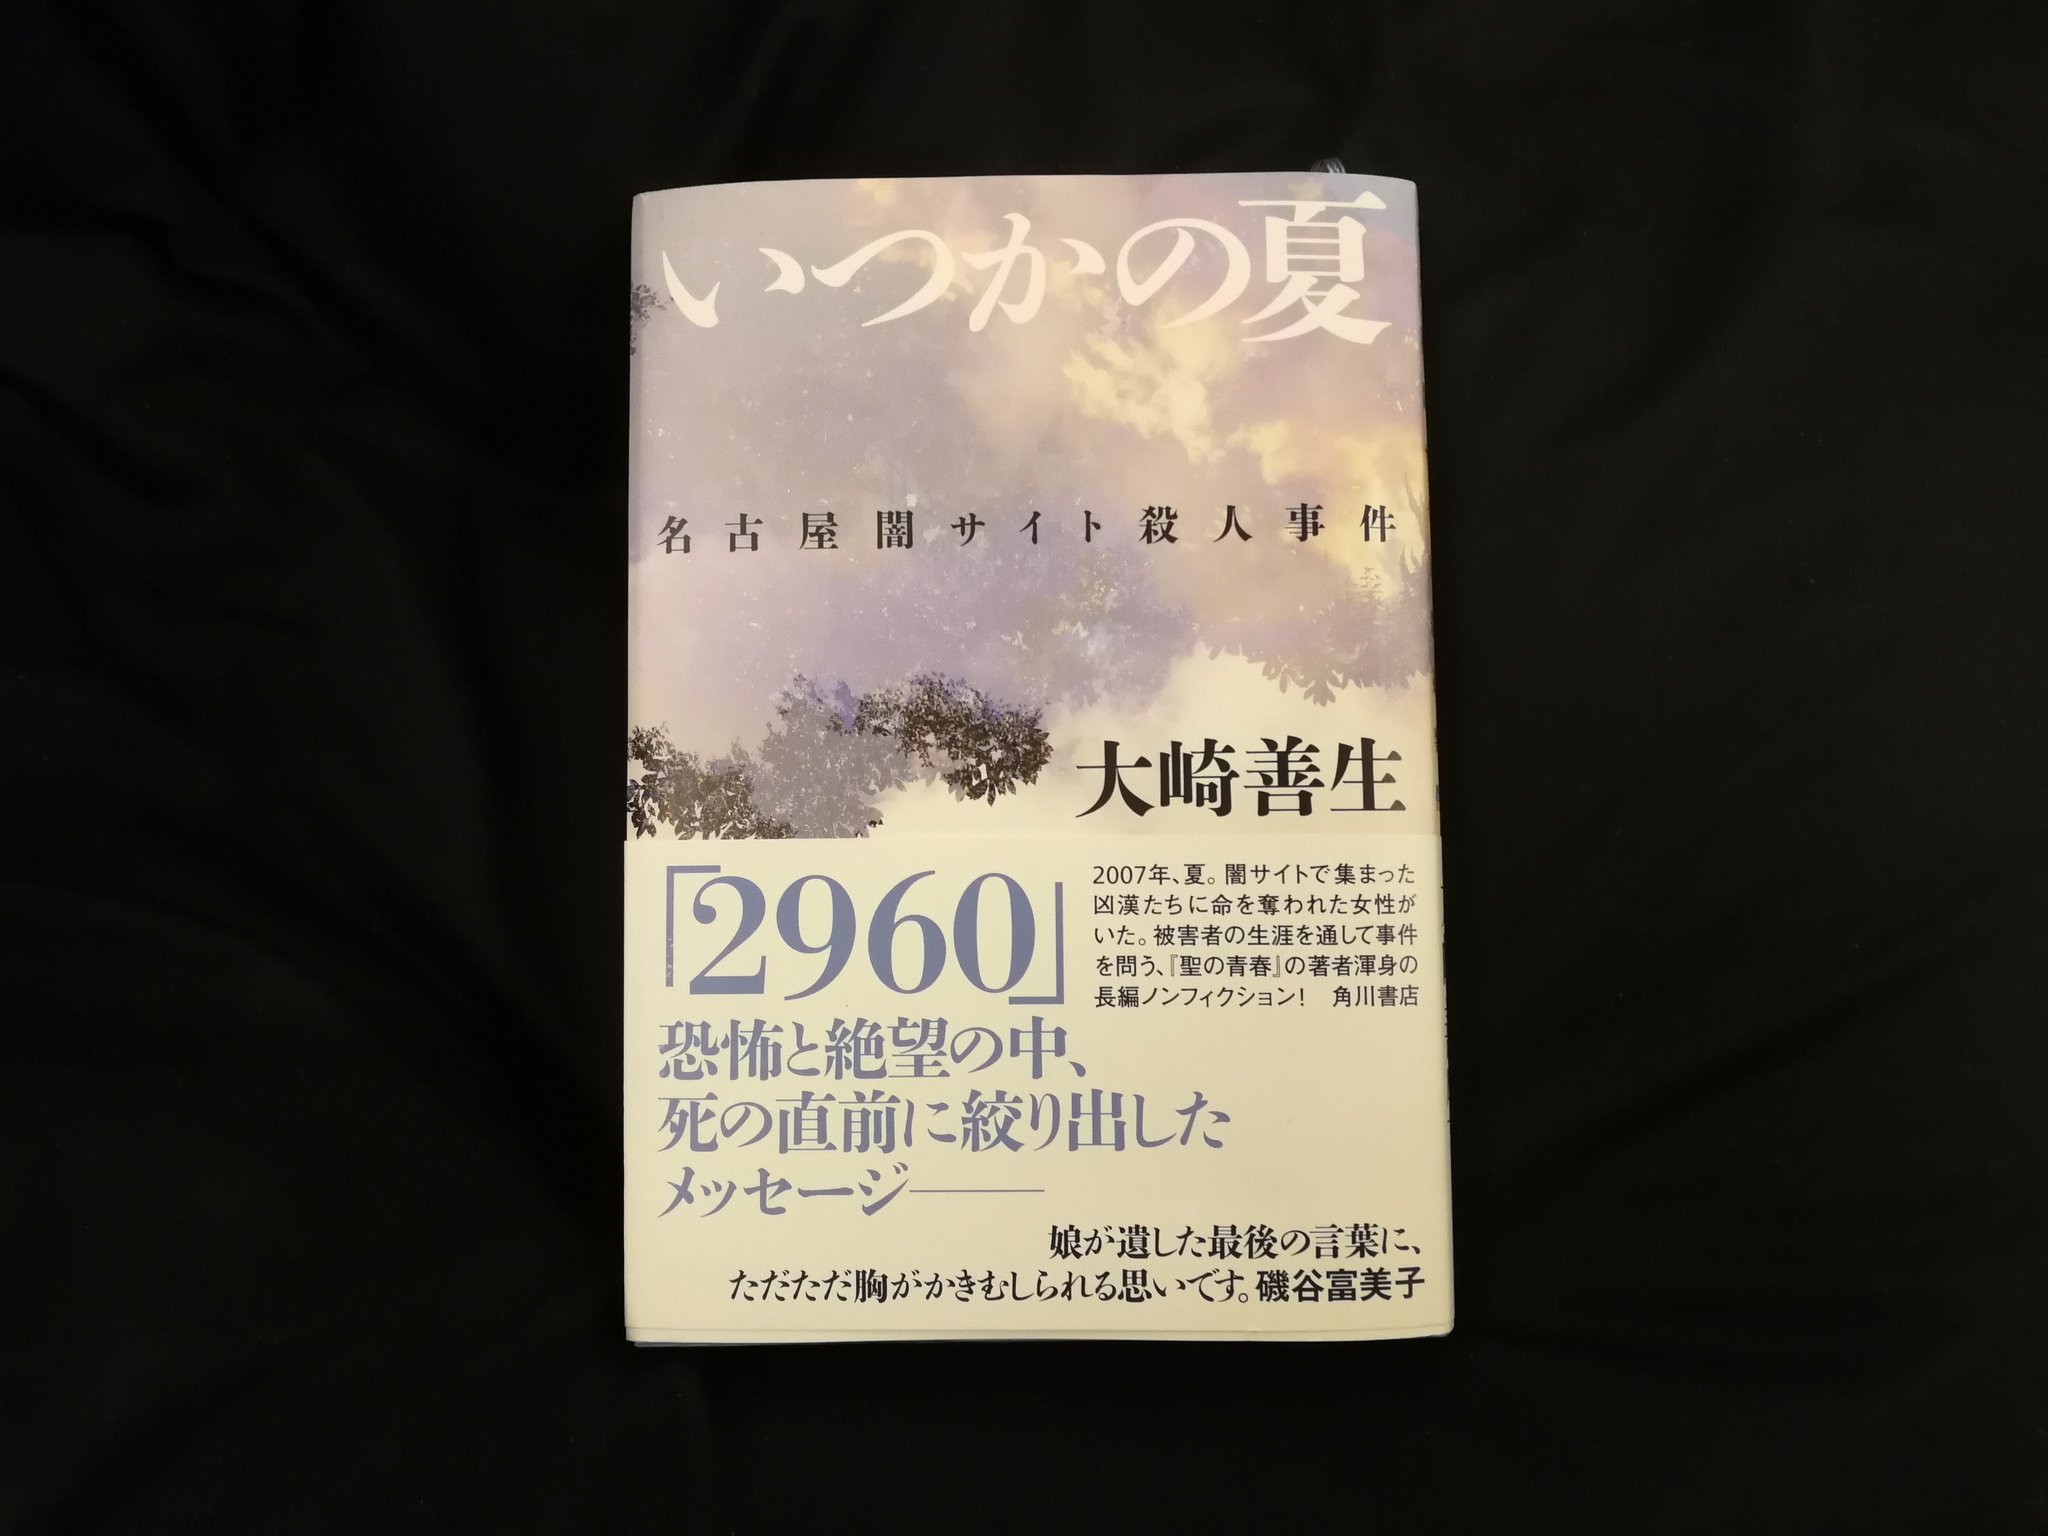 いつかの夏
名古屋闇サイト殺人事件
大崎善生
「2960」
恐怖と絶望の中、
死の直前に絞り出した
メッセージ――
2007年、夏。闇サイトで集まった
凶漢たちに命を奪われた女性が
いた。被害者の生涯を通して事件
を問う、『聖の青春』の著者渾身の
長編ノンフィクション! 角川書店
娘が遺した最後の言葉に、
ただただ胸がかきむしられる思いです。磯谷富美子